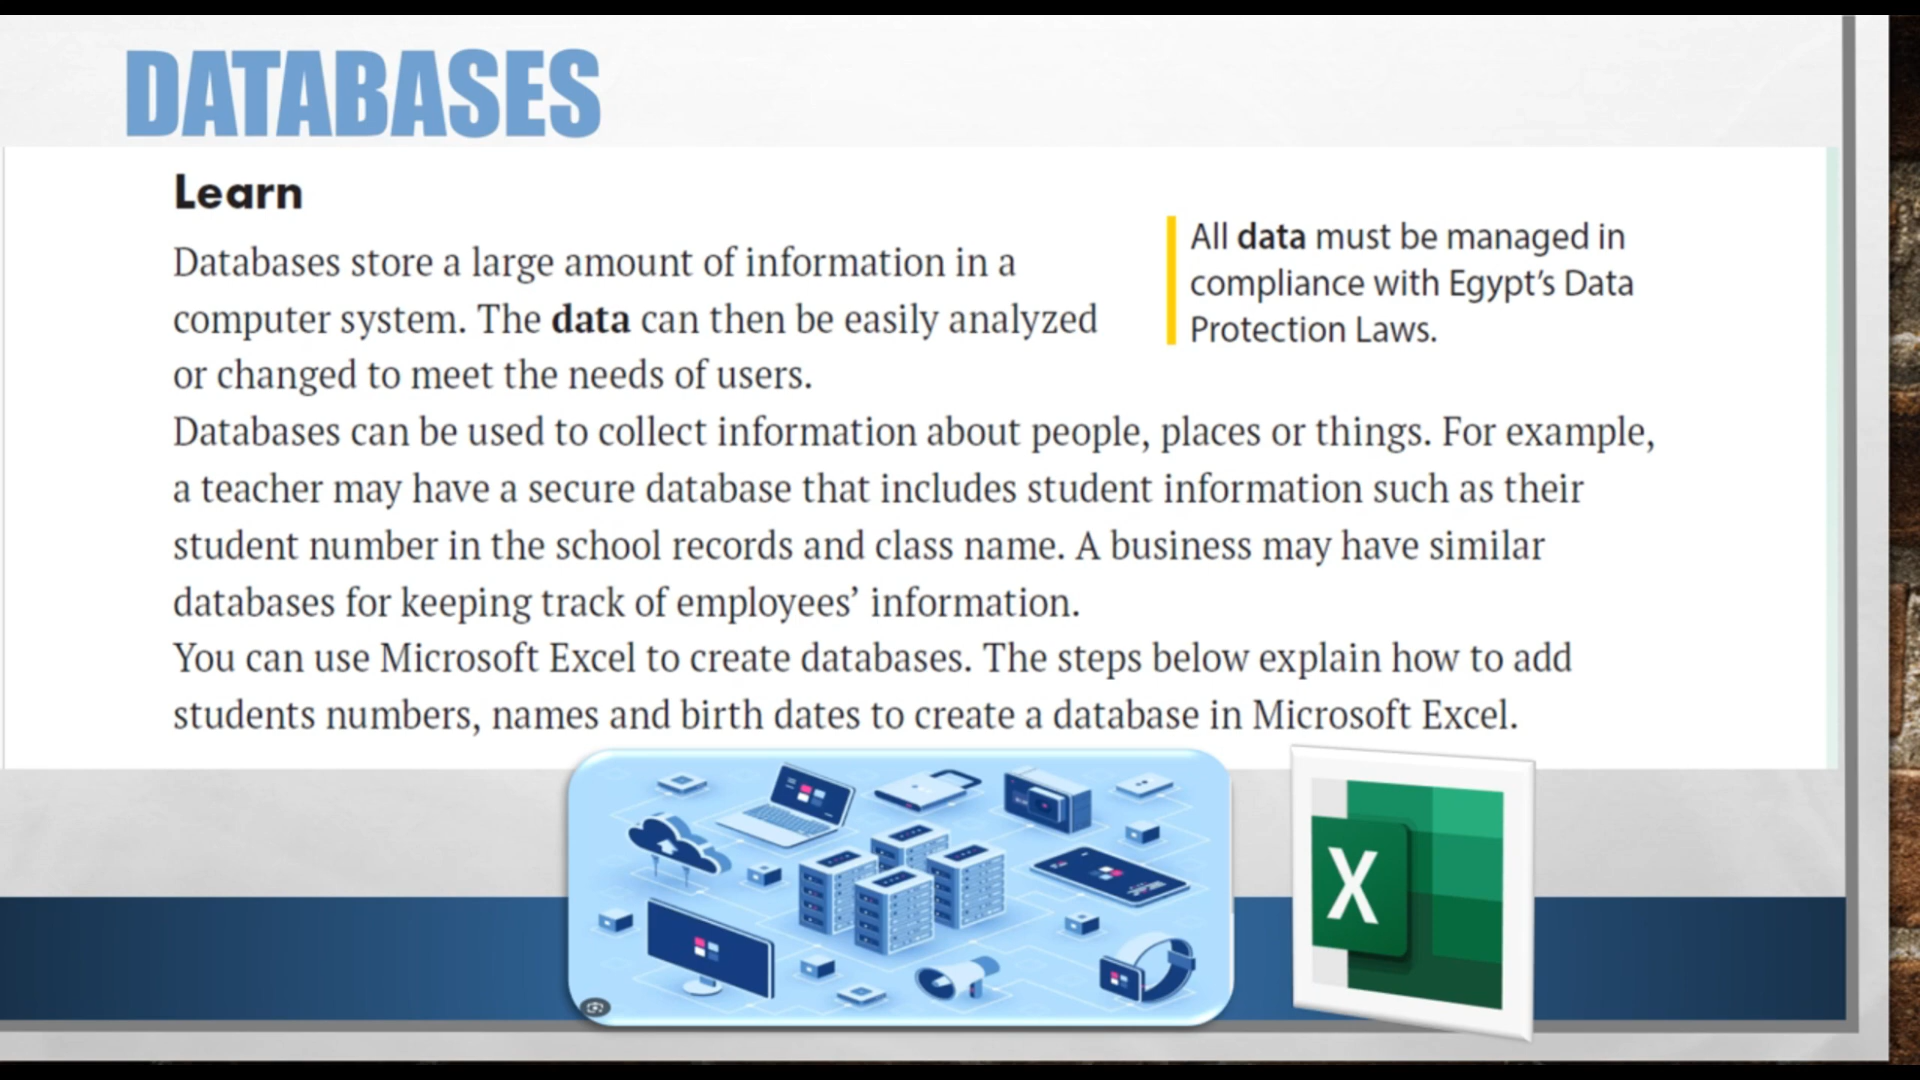 DATABASES
Learn
Databases store a large amount of information in a
computer system. The data can then be easily analyzed
or changed to meet the needs of users.
All data must be managed in
compliance with Egypt's Data
Protection Laws.
Databases can be used to collect information about people, places or things. For example,
a teacher may have a secure database that includes student information such as their
student number in the school records and class name. A business may have similar
databases for keeping track of employees' information.
You can use Microsoft Excel to create databases. The steps below explain how to add
students numbers, names and birth dates to create a database in Microsoft Excel.
X